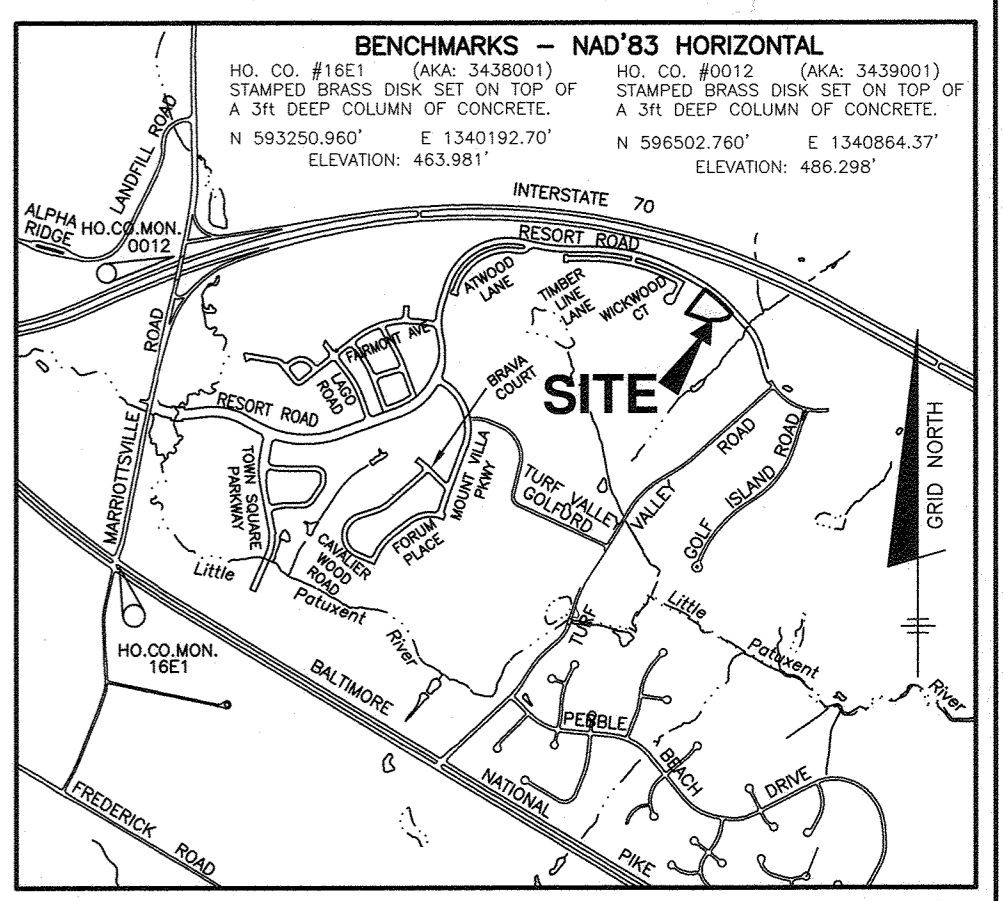 BENCHMARKS – NAD'83 HORIZONTAL
HO. CO. #16E1 (AKA: 3438001)
STAMPED BRASS DISK SET ON TOP OF
A 3ft DEEP COLUMN OF CONCRETE.
N 593250.960' E 1340192.70'
ELEVATION: 463.981'
HO. CO. #0012 (AKA: 3439001)
STAMPED BRASS DISK SET ON TOP OF
A 3ft DEEP COLUMN OF CONCRETE.
N 596502.760' E 1340864.37'
ELEVATION: 486.298'
LANDFILL ROAD
INTERSTATE 70
ALPHA
RIDGE
HO.CO.MON.
0012
RESORT ROAD
ATWOOD
LANE
TIMBER
LINE
LANE
WICKWOOD
CT
SITE
FAIRMONT AVE
LAGO
ROAD
BRAVA
COURT
RESORT ROAD
MARRIOTTSVILLE ROAD
TOWN SQUARE
PARKWAY
MOUNT VILLA
PKWY
FORUM
PLACE
CAVALIER
WOOD
ROAD
TURF VALLEY
GOLFORD
TURF VALLEY ROAD
GOLF ISLAND ROAD
GRID NORTH
Little Patuxent River
Little Patuxent River
HO.CO.MON.
16E1
BALTIMORE NATIONAL PIKE
PEBBLE BEACH DRIVE
FREDERICK ROAD